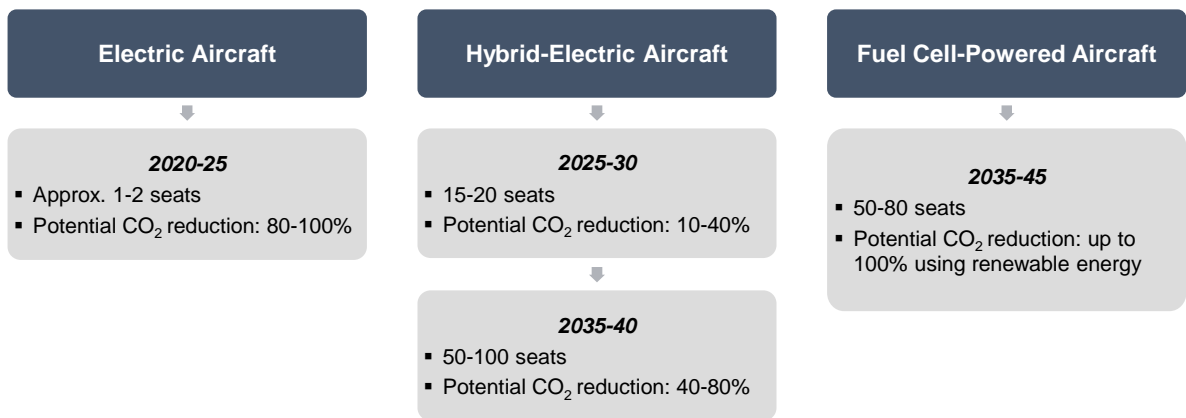 Electric Aircraft
2020-25
▪ Approx. 1-2 seats
▪ Potential CO₂ reduction: 80-100%
Hybrid-Electric Aircraft
2025-30
▪ 15-20 seats
▪ Potential CO₂ reduction: 10-40%
2035-40
▪ 50-100 seats
▪ Potential CO₂ reduction: 40-80%
Fuel Cell-Powered Aircraft
2035-45
▪ 50-80 seats
▪ Potential CO₂ reduction: up to
100% using renewable energy